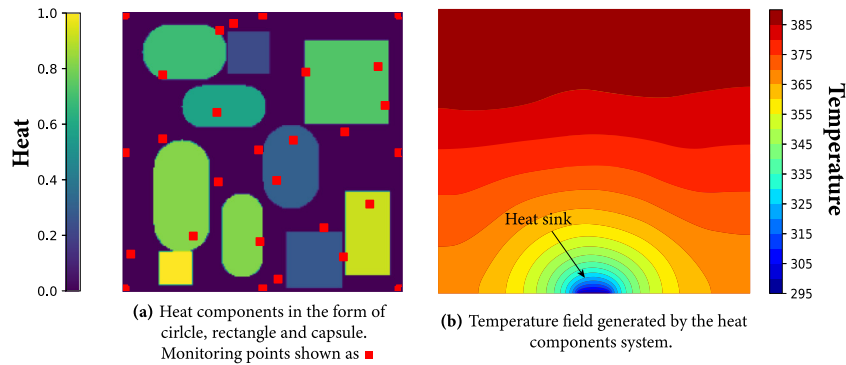 Heat
1.0
0.8
0.6
0.4
0.2
0.0
(a) Heat components in the form of
cirlcle, rectangle and capsule.
Monitoring points shown as
Heat sink
(b) Temperature field generated by the heat
components system.
385
375
365
355
345
335
325
315
305
295
Temperature